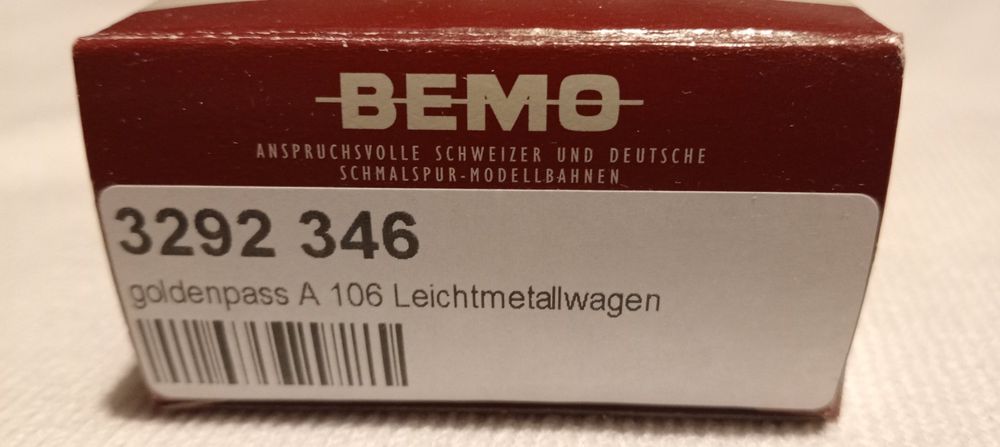 BEMO
ANSPRUCHSVOLLE SCHWEIZER UND DEUTSCHE
SCHMALSPUR-MODELLBAHNEN
3292 346
goldenpass A 106 Leichtmetallwagen